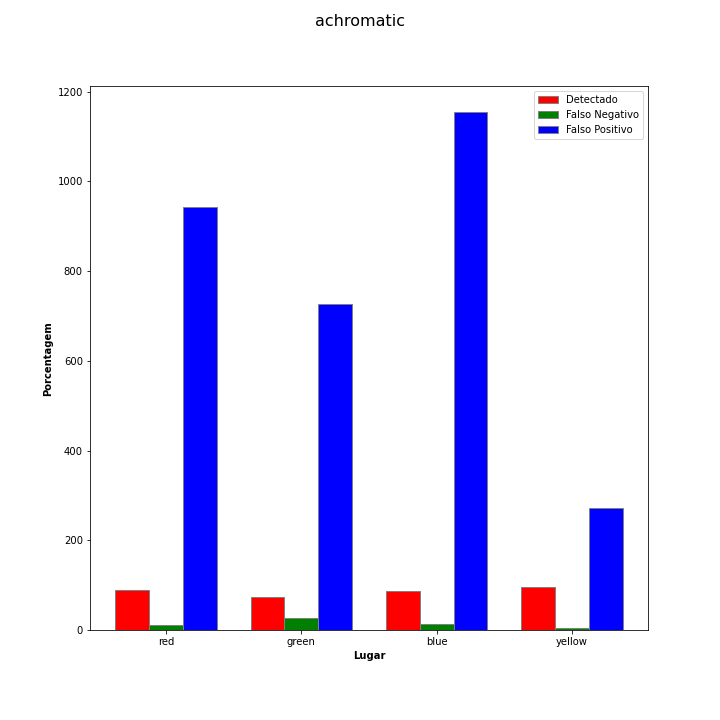 achromatic
Detectado
Falso Negativo
Falso Positivo
1200
1000
800
600
400
200
0
Porcentagem
red
green
blue
yellow
Lugar